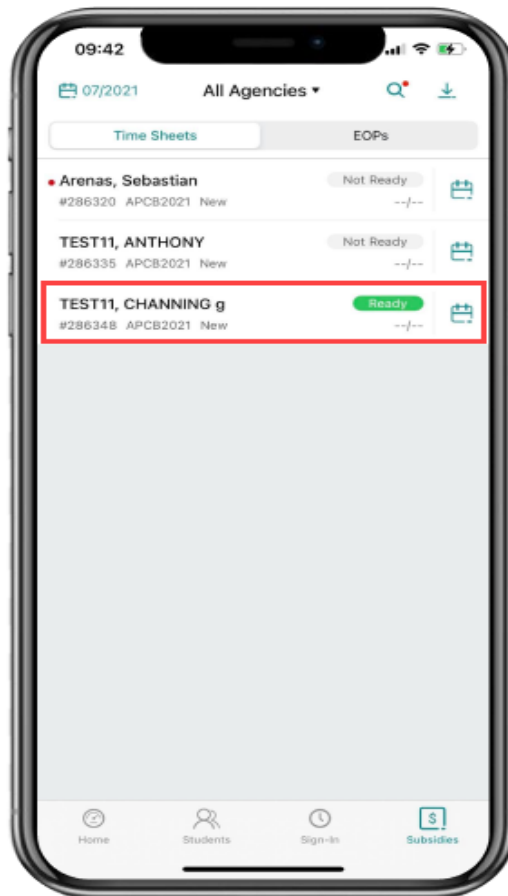 09:42
07/2021 All Agencies
Time Sheets EOPs
Arenas, Sebastian Not Ready
#286320 APCB2021 New --/--
TEST11, ANTHONY Not Ready
#286335 APCB2021 New --/--
TEST11, CHANNING g Ready
#286348 APCB2021 New --/--
Home Students Sign-In Subsidies